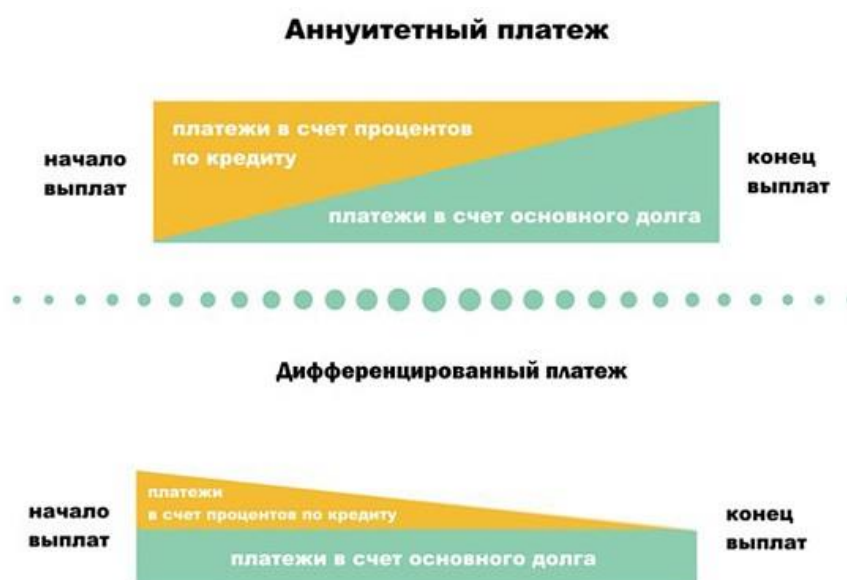 Аннуитетный платеж
платежи в счет процентов
по кредиту
начало
выплат
конец
выплат
платежи в счет основного долга
Дифференцированный платеж
платежи
в счет процентов по кредиту
начало
выплат
конец
выплат
платежи в счет основного долга